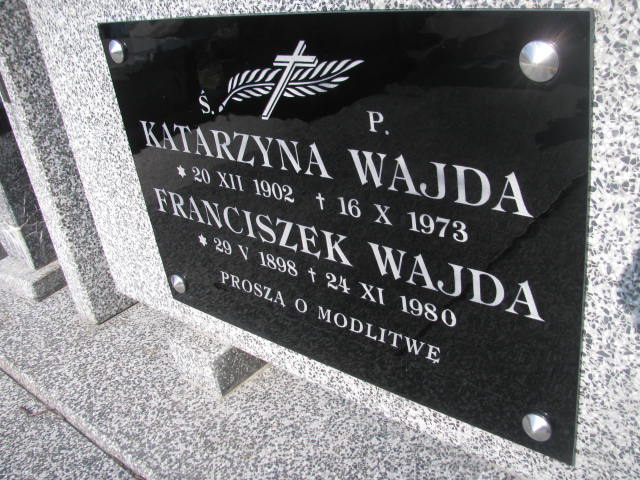 Ś. P.
KATARZYNA WAJDA
* 20 XII 1902 † 16 X 1973
FRANCISZEK WAJDA
* 29 V 1898 † 24 XI 1980
PROSZĄ O MODLITWĘ